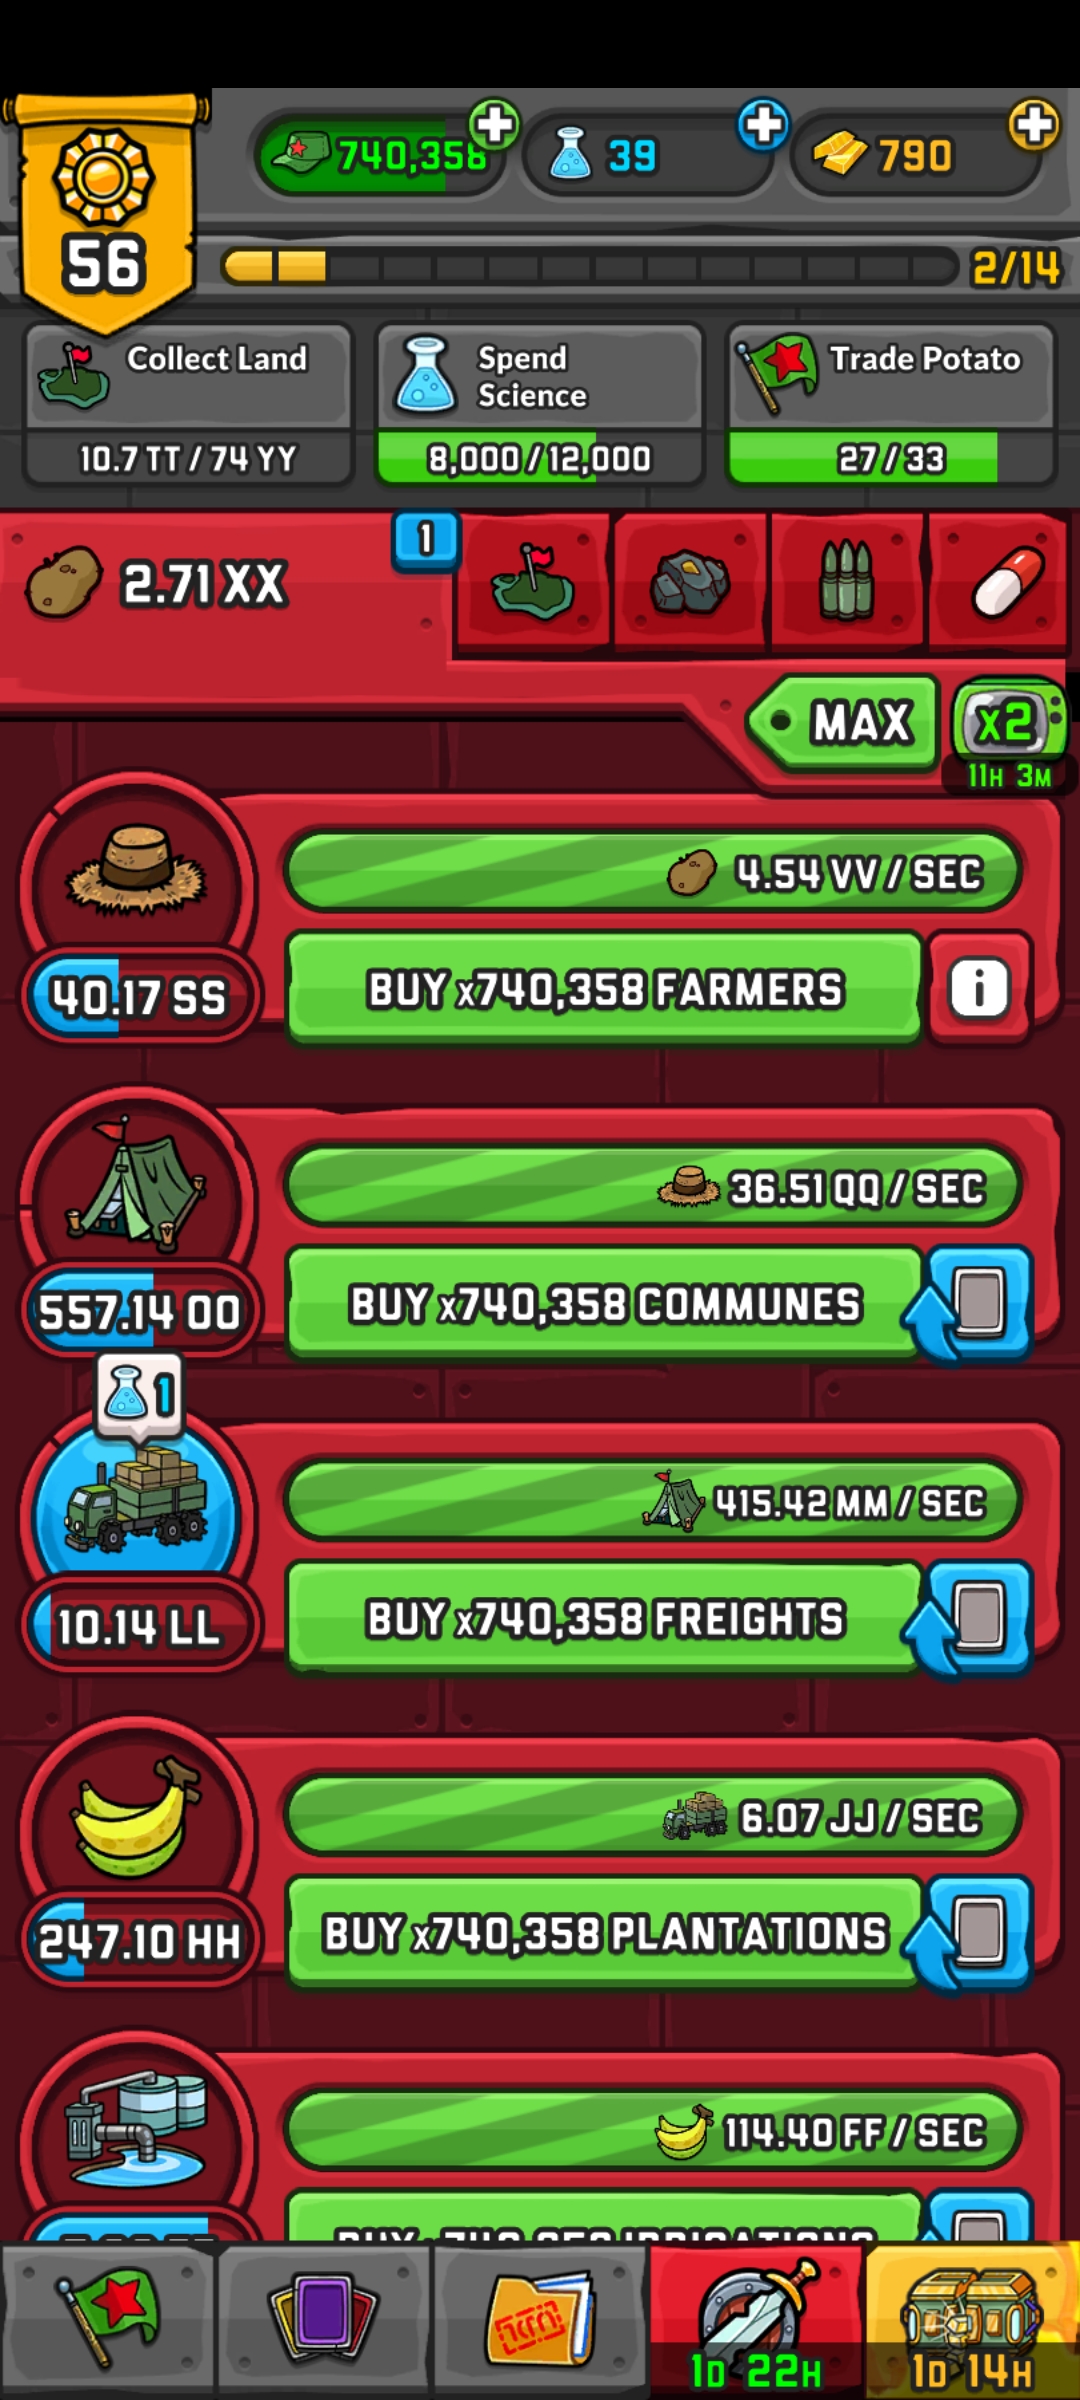 740,358
39
790
56
2/14
Collect Land
10.7 TT / 74 YY
Spend
Science
8,000 / 12,000
Trade Potato
27 / 33
2.71 XX
1
MAX
x2
11H 3M
4.54 VV / SEC
40.17 SS
BUY x740,358 FARMERS
i
36.51 QQ / SEC
557.14 OO
BUY x740,358 COMMUNES
1
415.42 MM / SEC
10.14 LL
BUY x740,358 FREIGHTS
6.07 JJ / SEC
247.10 HH
BUY x740,358 PLANTATIONS
114.40 FF / SEC
BUY x740,358 IRRIGATIONS
1D 22H
1D 14H